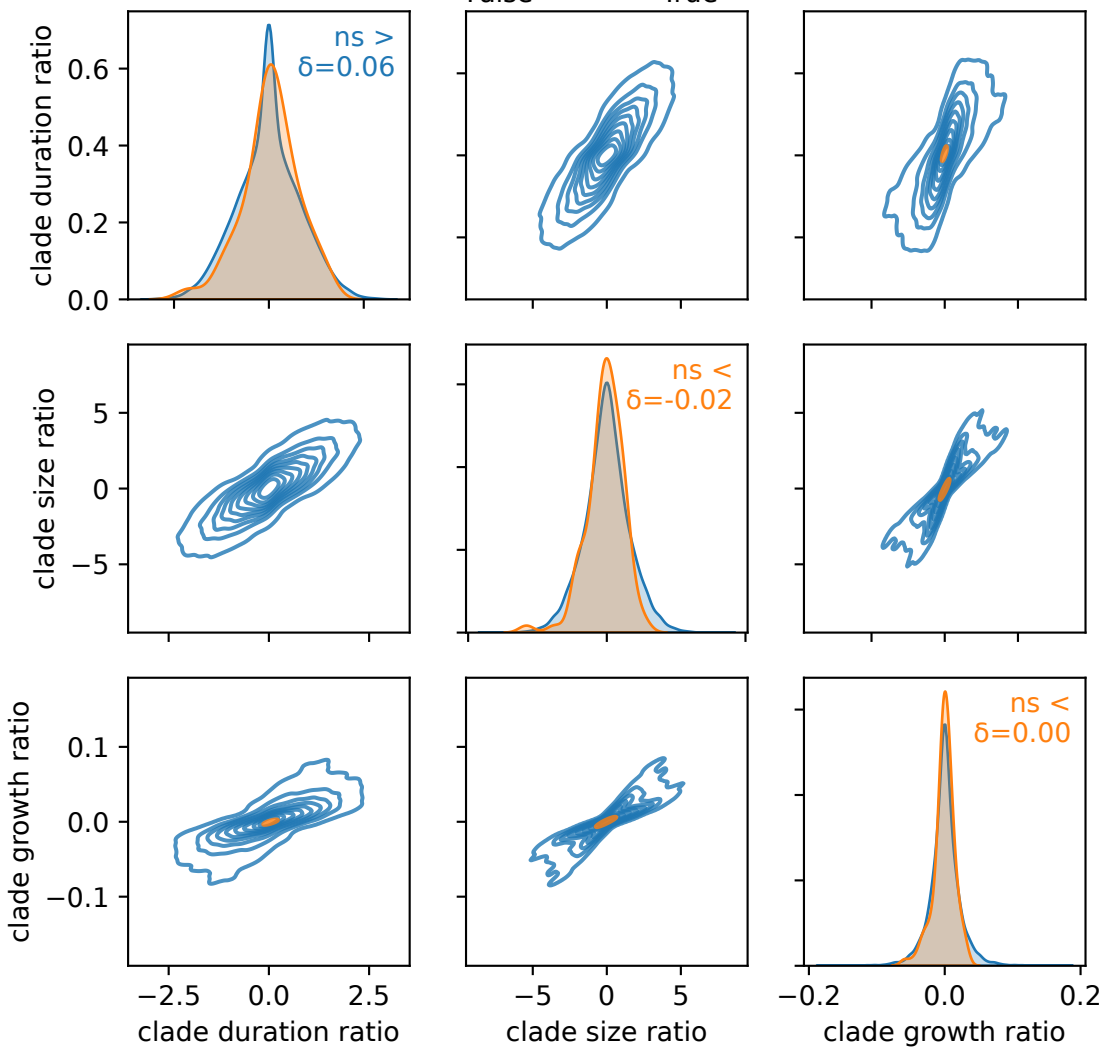 True
ns >
δ=0.06
clade duration ratio
0.6
0.4
0.2
0.0
ns <
δ=-0.02
clade size ratio
5
0
−5
ns <
δ=0.00
clade growth ratio
0.1
0.0
−0.1
−2.5 0.0 2.5
−5 0 5
−0.2 0.0 0.2
clade duration ratio
clade size ratio
clade growth ratio